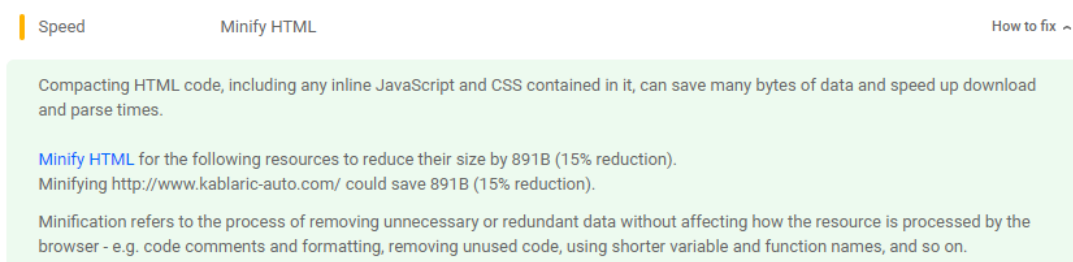 Speed Minify HTML How to fix
Compacting HTML code, including any inline JavaScript and CSS contained in it, can save many bytes of data and speed up download
and parse times.
Minify HTML for the following resources to reduce their size by 891B (15% reduction).
Minifying http://www.kablaric-auto.com/ could save 891B (15% reduction).
Minification refers to the process of removing unnecessary or redundant data without affecting how the resource is processed by the
browser - e.g. code comments and formatting, removing unused code, using shorter variable and function names, and so on.